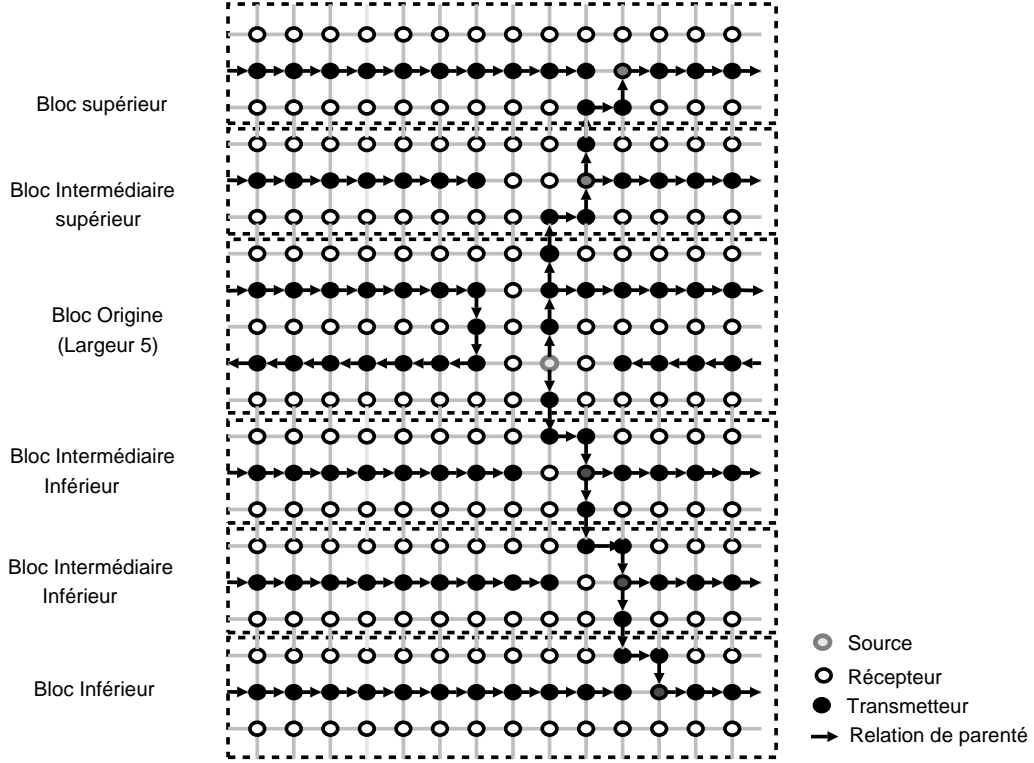 Bloc supérieur
Bloc Intermédiaire
supérieur
Bloc Origine
(Largeur 5)
Bloc Intermédiaire
Inférieur
Bloc Intermédiaire
Inférieur
Bloc Inférieur
Source
Récepteur
Transmetteur
Relation de parenté